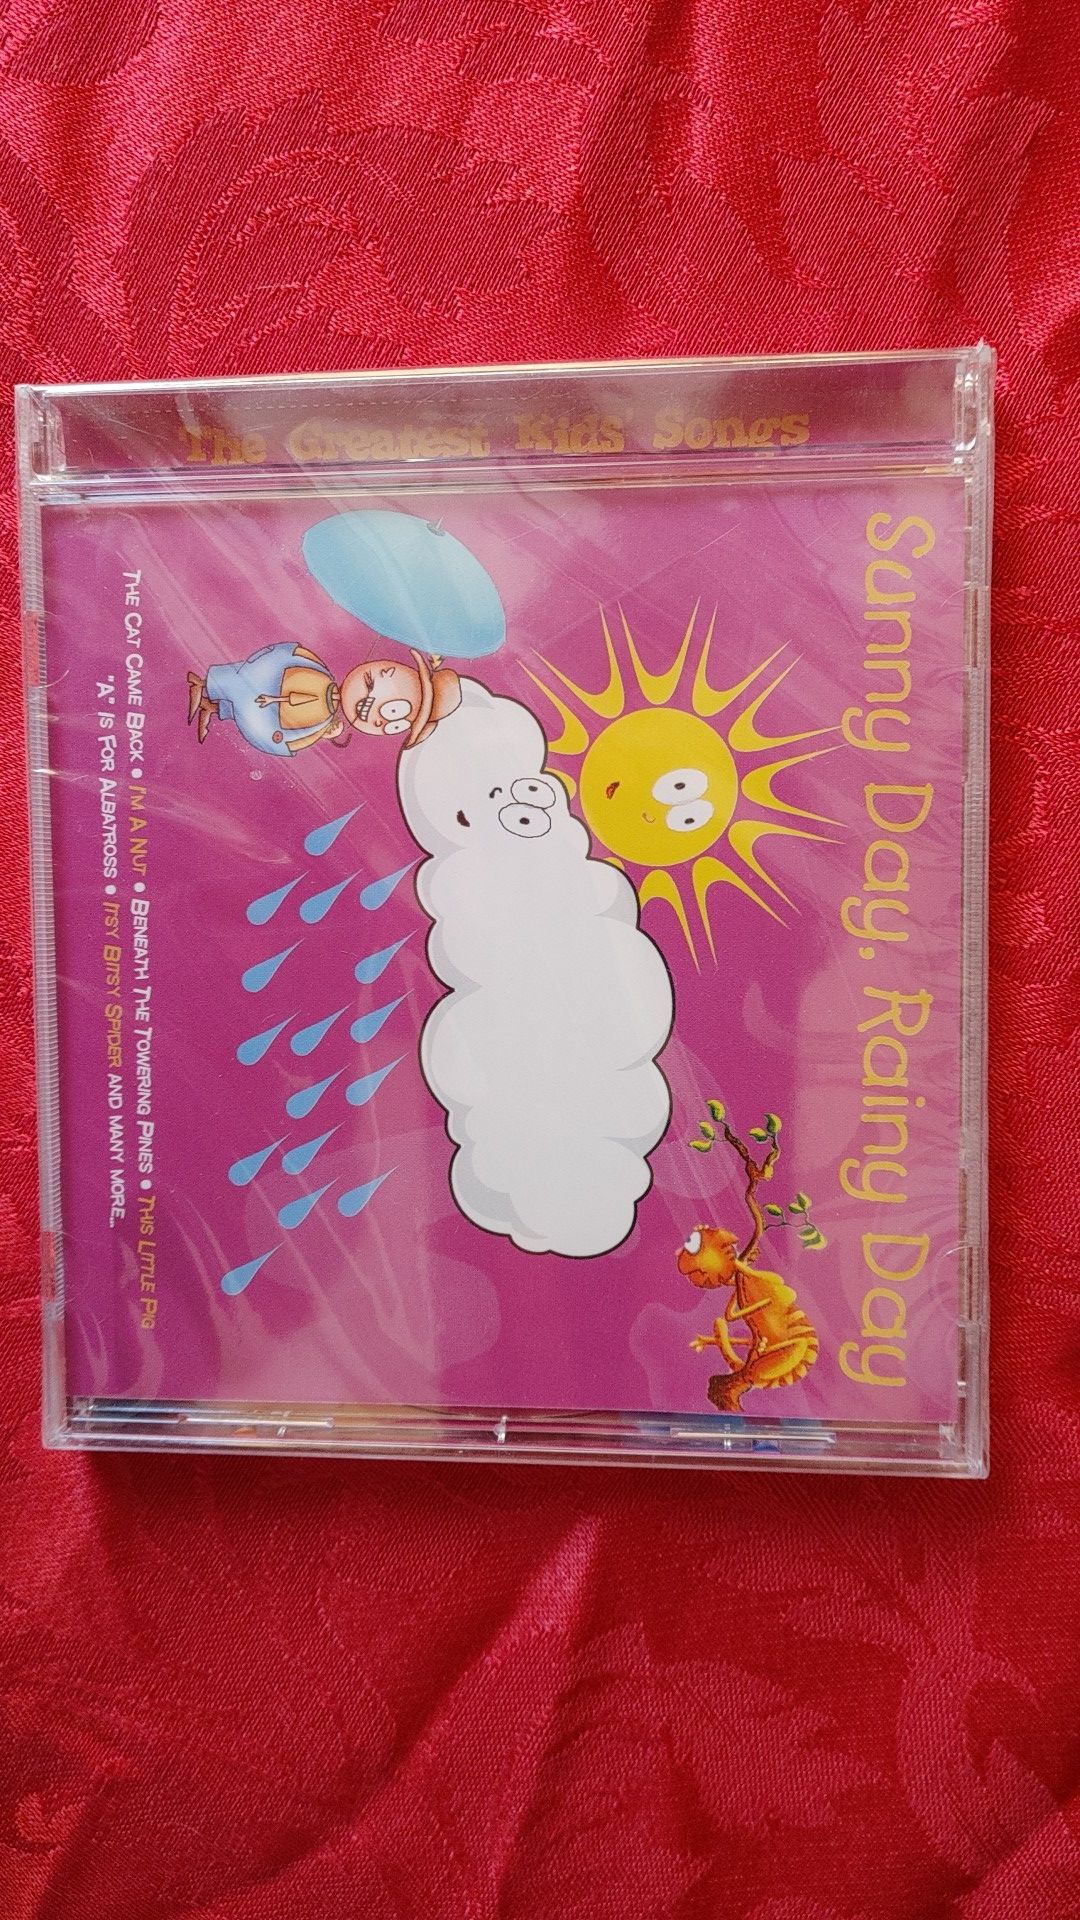 The Greatest Kids' Songs
Sunny Day, Rainy Day
THE CAT CAME BACK • I'M A NUT • BENEATH THE TOWERING PINES • THIS LITTLE PIG
"A" IS FOR ALBATROSS • ITSY BITSY SPIDER AND MANY MORE...